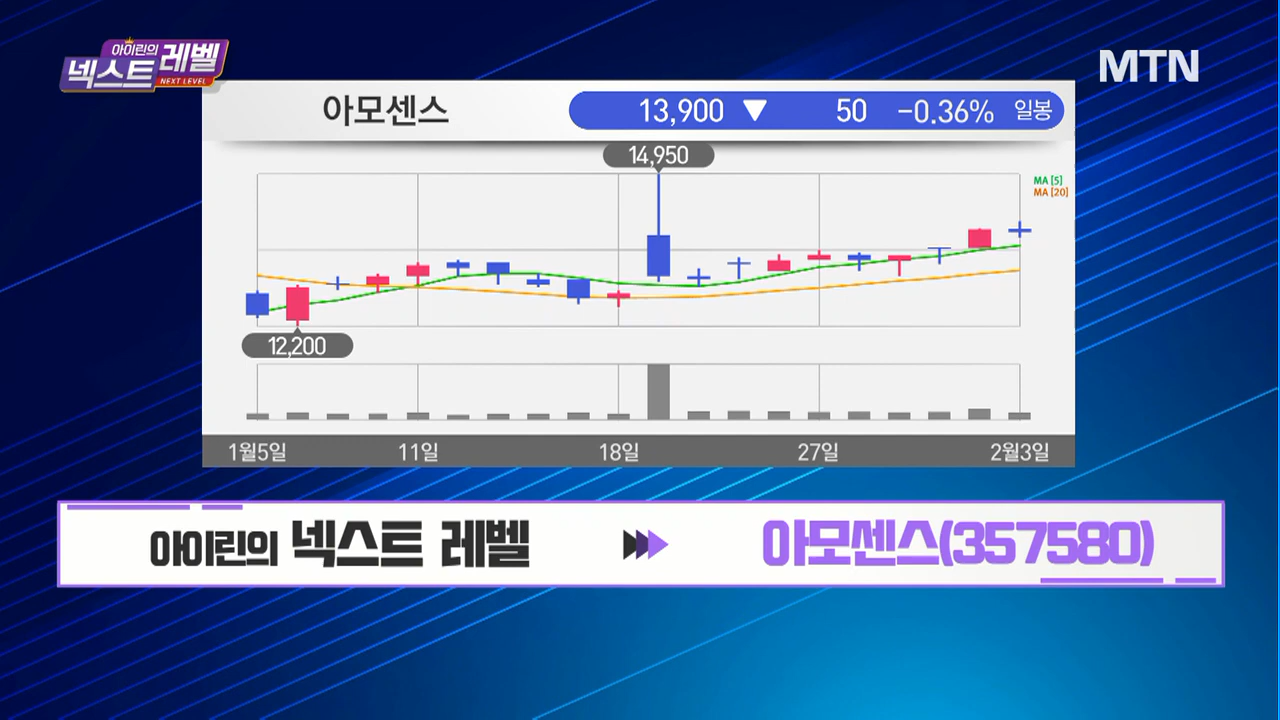 아이린의
넥스트 레벨
NEXT LEVEL
MTN
아모센스
13,900 ▼ 50 -0.36% 일봉
14,950
MA [5]
MA [20]
12,200
1월5일 11일 18일 27일 2월3일
아이린의 넥스트 레벨 아모센스(357580)